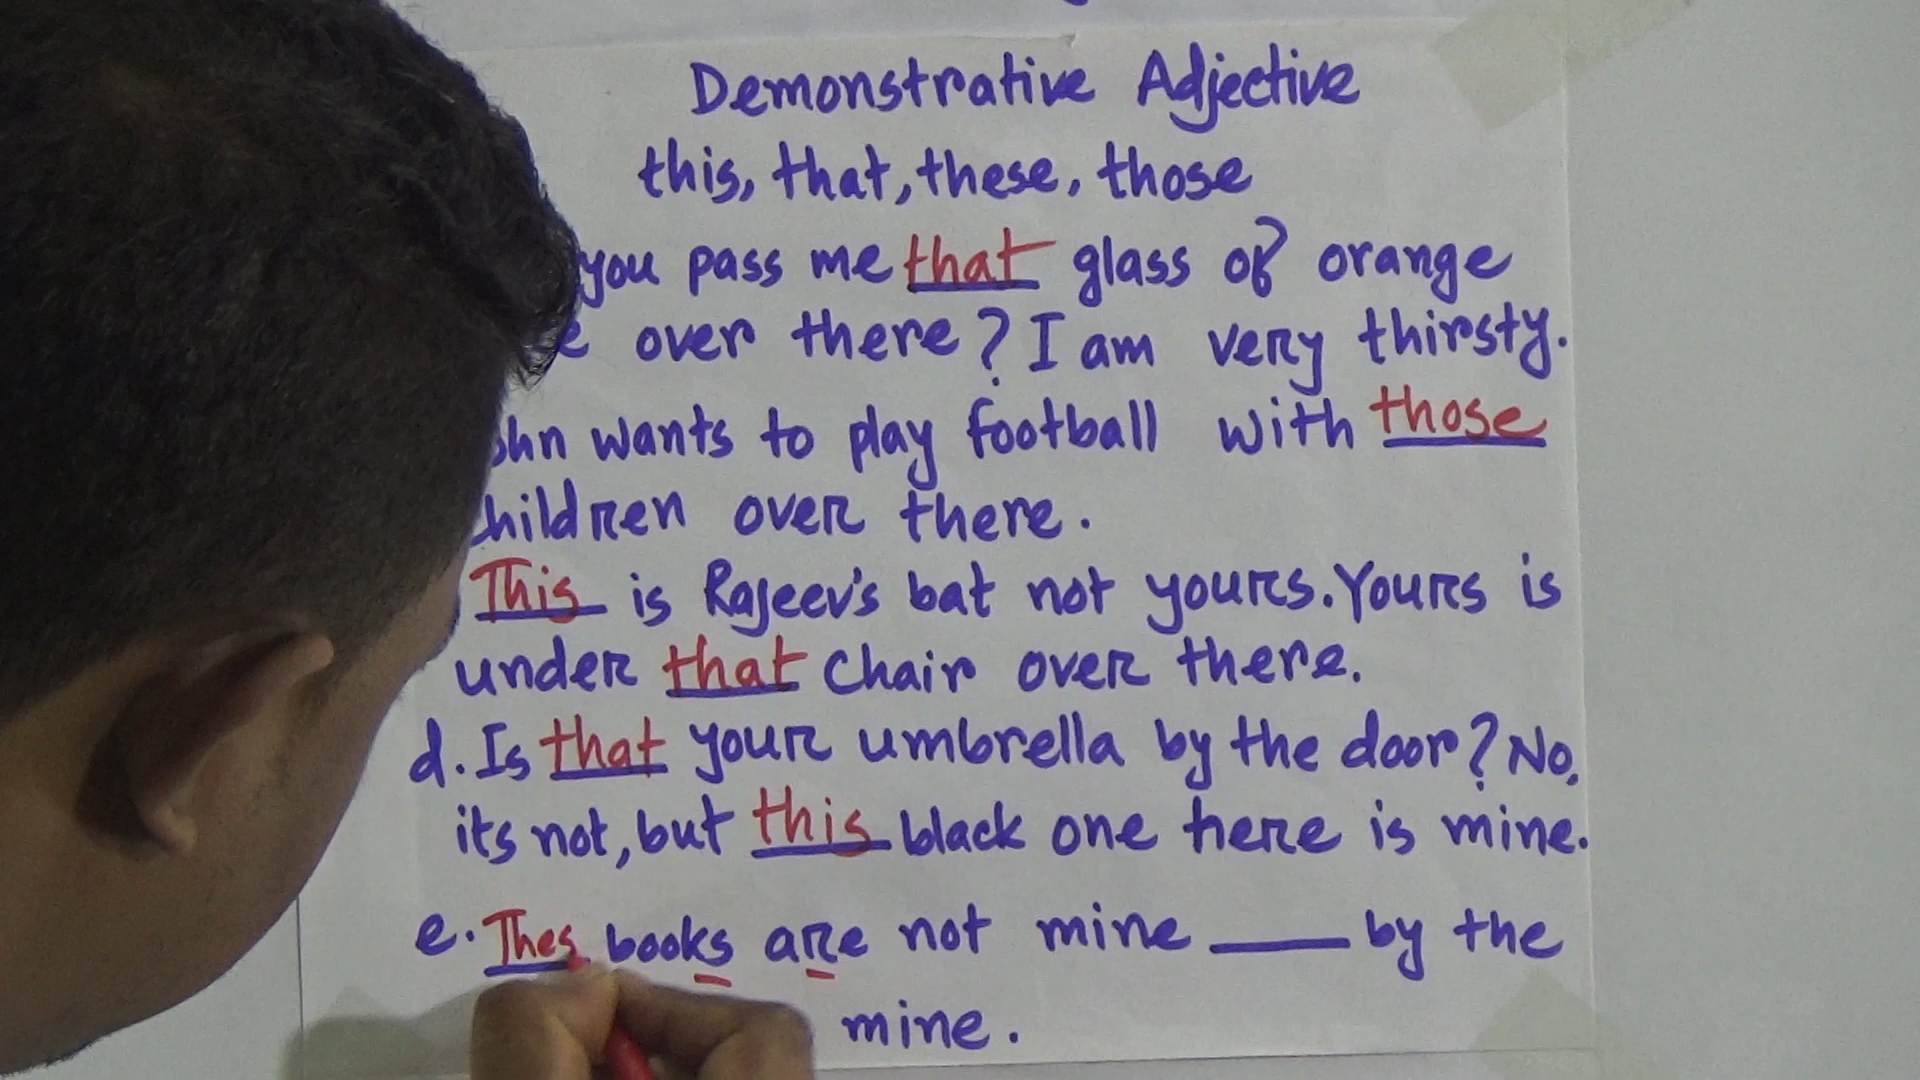 Demonstrative Adjective
this, that, these, those
you pass me that glass of orange
over there? I am very thirsty.
wants to play football with those
children over there.
This is Rajeev's bat not yours. Yours is
under that chair over there.
d. Is that your umbrella by the door? No,
its not, but this black one here is mine.
e. Thes books are not mine ____ by the
mine.